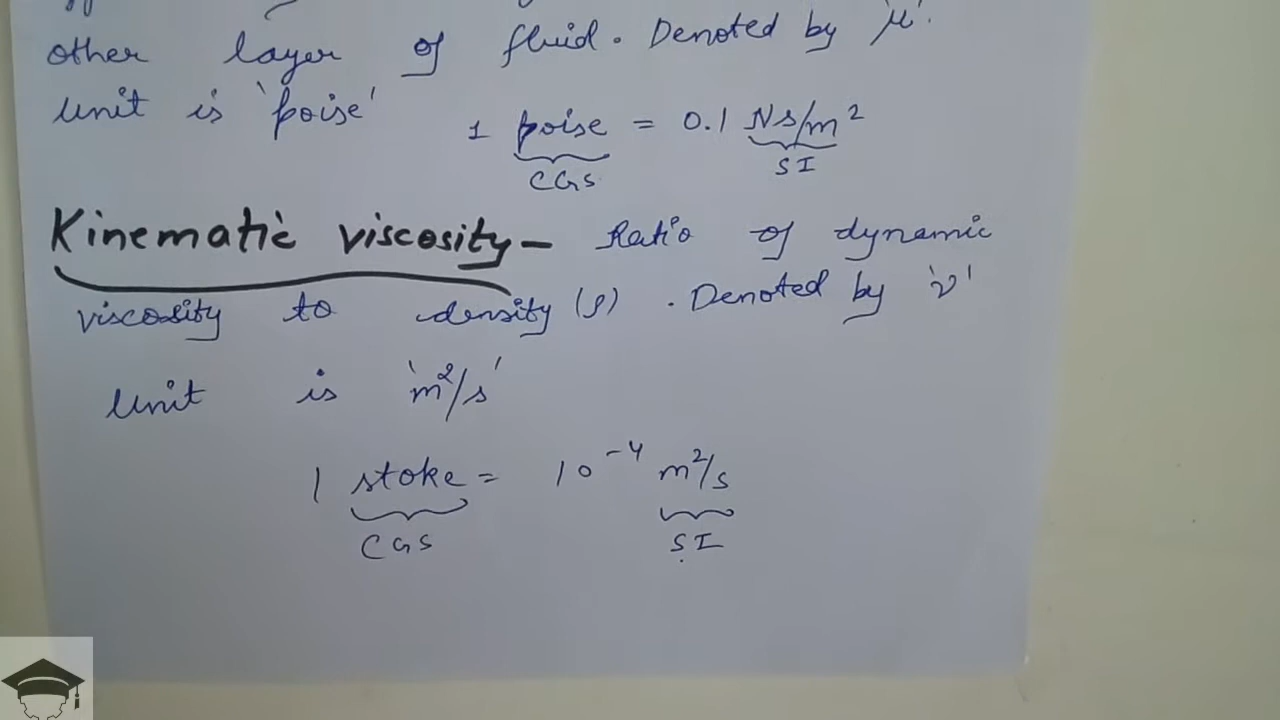 other layer of fluid. Denoted by 'μ'.
Unit is 'poise'
1 poise = 0.1 Ns/m²
CGS SI
Kinematic viscosity - Ratio of dynamic
viscosity to density (ρ). Denoted by 'ν'
Unit is 'm²/s'
1 stoke = 10⁻⁴ m²/s
CGS SI